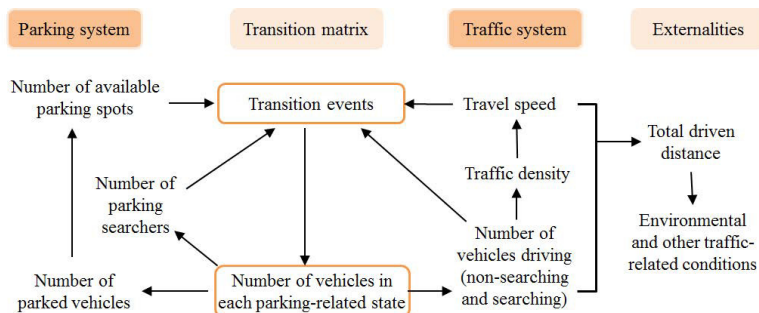 Parking system
Transition matrix
Traffic system
Externalities
Number of available
parking spots
Transition events
Travel speed
Total driven
distance
Traffic density
Number of
parking
searchers
Number of
vehicles driving
(non-searching
and searching)
Environmental
and other traffic-
related conditions
Number of
parked vehicles
Number of vehicles in
each parking-related state